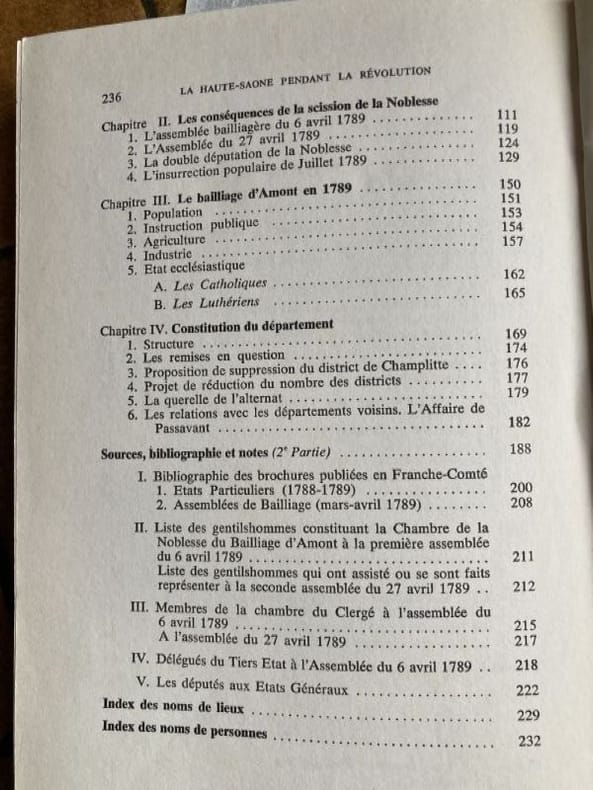 236 LA HAUTE-SAONE PENDANT LA RÉVOLUTION
Chapitre II. Les conséquences de la scission de la Noblesse
1. L'assemblée bailliagère du 6 avril 1789 .............. 111
2. L'Assemblée du 27 avril 1789 .............. 119
3. La double députation de la Noblesse .............. 124
4. L'insurrection populaire de Juillet 1789 .............. 129
Chapitre III. Le bailliage d'Amont en 1789 .............. 150
1. Population .............. 151
2. Instruction publique .............. 153
3. Agriculture .............. 154
4. Industrie .............. 157
5. Etat ecclésiastique
A. Les Catholiques .............. 162
B. Les Luthériens .............. 165
Chapitre IV. Constitution du département
1. Structure .............. 169
2. Les remises en question .............. 174
3. Proposition de suppression du district de Champlitte .... 176
4. Projet de réduction du nombre des districts .............. 177
5. La querelle de l'alternat .............. 179
6. Les relations avec les départements voisins. L'Affaire de
Passavant .............. 182
Sources, bibliographie et notes (2e Partie) .............. 188
I. Bibliographie des brochures publiées en Franche-Comté
1. Etats Particuliers (1788-1789) .............. 200
2. Assemblées de Bailliage (mars-avril 1789) ........ 208
II. Liste des gentilshommes constituant la Chambre de la
Noblesse du Bailliage d'Amont à la première assemblée
du 6 avril 1789 .............. 211
Liste des gentilshommes qui ont assisté ou se sont faits
représenter à la seconde assemblée du 27 avril 1789 .. 212
III. Membres de la chambre du Clergé à l'assemblée du
6 avril 1789 .............. 215
A l'assemblée du 27 avril 1789 .............. 217
IV. Délégués du Tiers Etat à l'Assemblée du 6 avril 1789 .. 218
V. Les députés aux Etats Généraux .............. 222
Index des noms de lieux .............. 229
Index des noms de personnes .............. 232